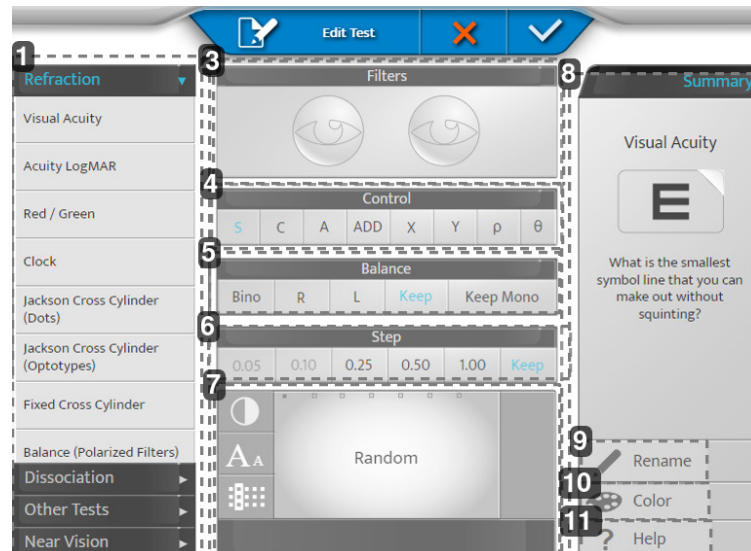 Edit Test
1
Refraction
Visual Acuity
Acuity LogMAR
Red / Green
Clock
Jackson Cross Cylinder
(Dots)
Jackson Cross Cylinder
(Optotypes)
Fixed Cross Cylinder
Balance (Polarized Filters)
Dissociation
Other Tests
Near Vision
3
Filters
4
Control
S C A ADD X Y ρ θ
5
Balance
Bino R L Keep Keep Mono
6
Step
0.05 0.10 0.25 0.50 1.00 Keep
7
A A
Random
8
Summary
Visual Acuity
E
What is the smallest
symbol line that you can
make out without
squinting?
9
Rename
10
Color
11
? Help